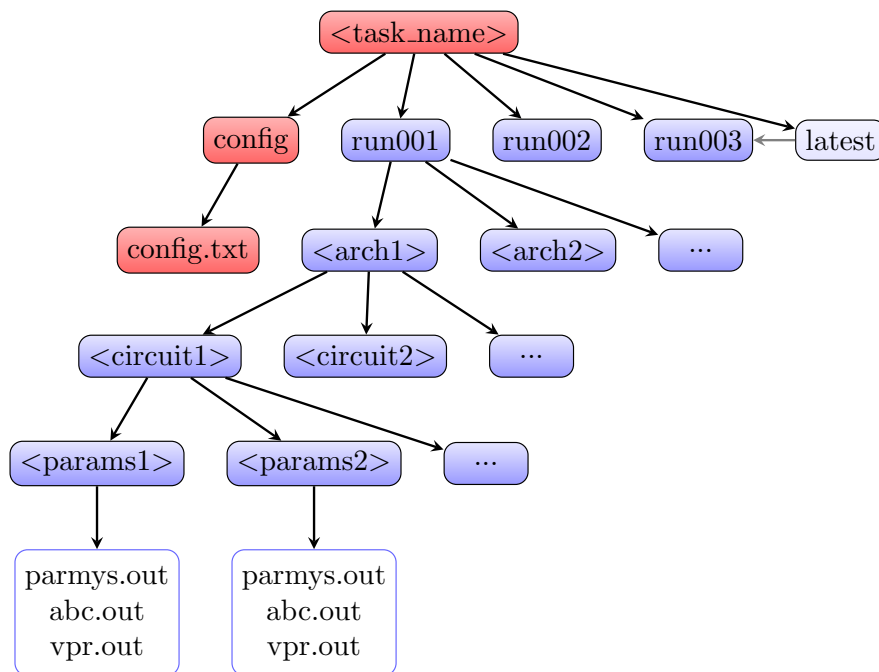 <task_name>
config
run001
run002
run003
latest
config.txt
<arch1>
<arch2>
...
<circuit1>
<circuit2>
...
<params1>
<params2>
...
parmys.out
abc.out
vpr.out
parmys.out
abc.out
vpr.out